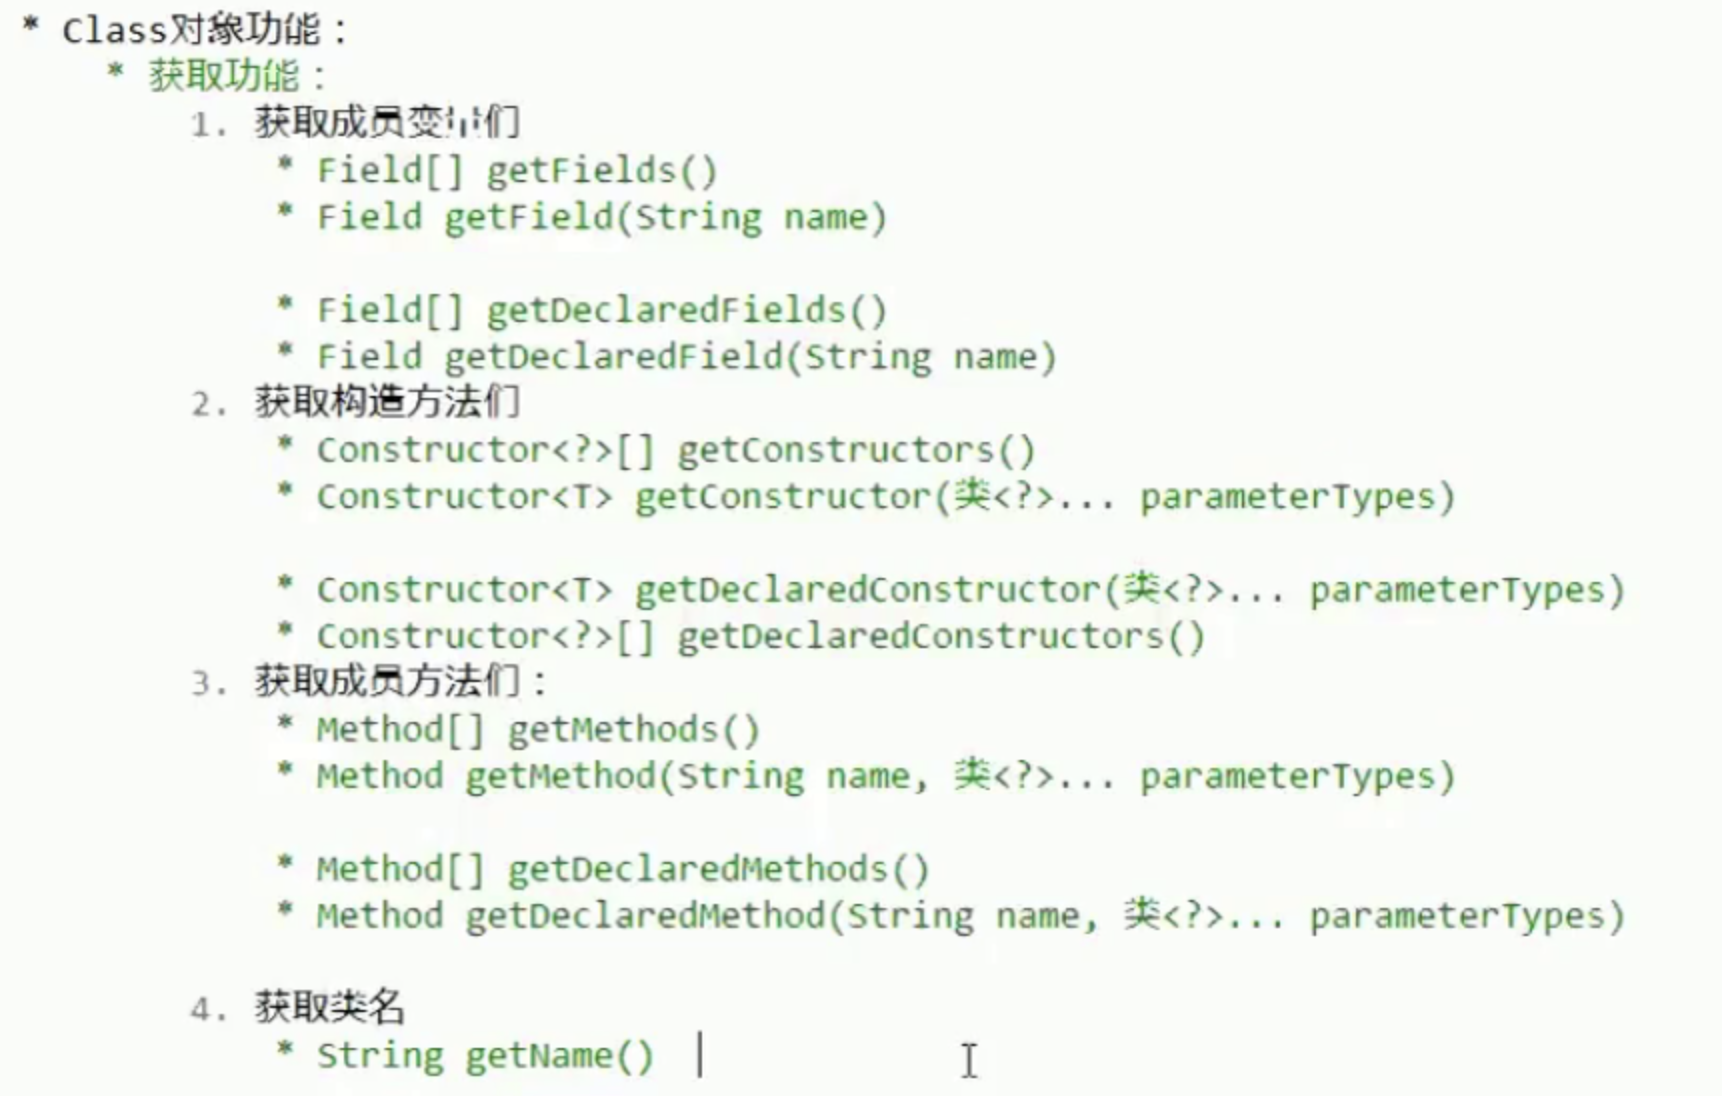 * Class对象功能：
* 获取功能：
1. 获取成员变量们
* Field[] getFields()
* Field getField(String name)
* Field[] getDeclaredFields()
* Field getDeclaredField(String name)
2. 获取构造方法们
* Constructor<?>[] getConstructors()
* Constructor<T> getConstructor(类<?>... parameterTypes)
* Constructor<T> getDeclaredConstructor(类<?>... parameterTypes)
* Constructor<?>[] getDeclaredConstructors()
3. 获取成员方法们：
* Method[] getMethods()
* Method getMethod(String name, 类<?>... parameterTypes)
* Method[] getDeclaredMethods()
* Method getDeclaredMethod(String name, 类<?>... parameterTypes)
4. 获取类名
* String getName()